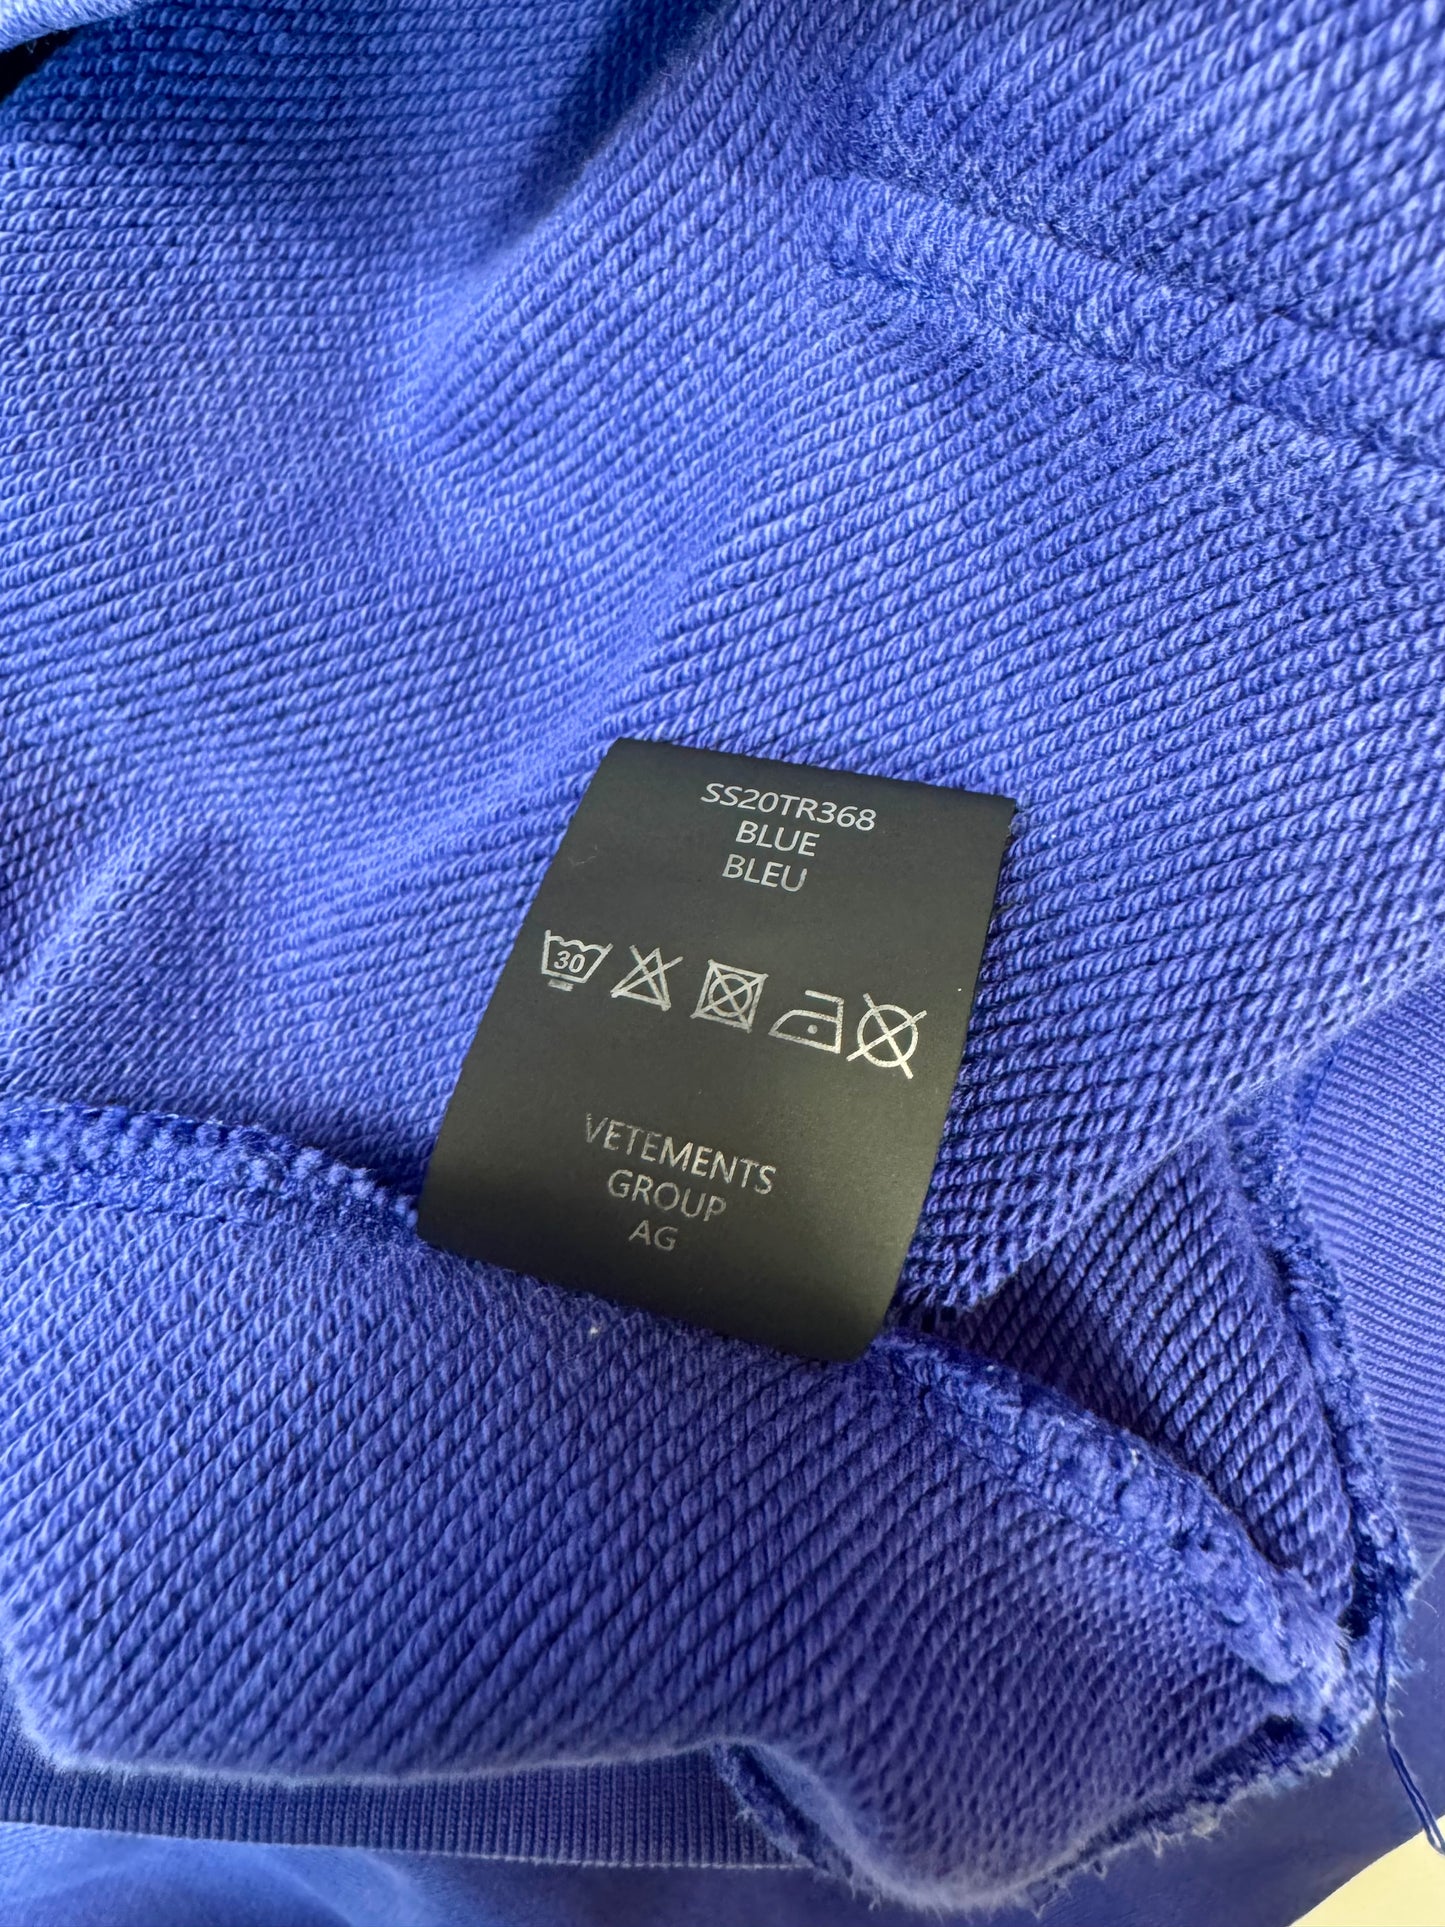 SS20TR368
BLUE
BLEU
30
VETEMENTS
GROUP
AG